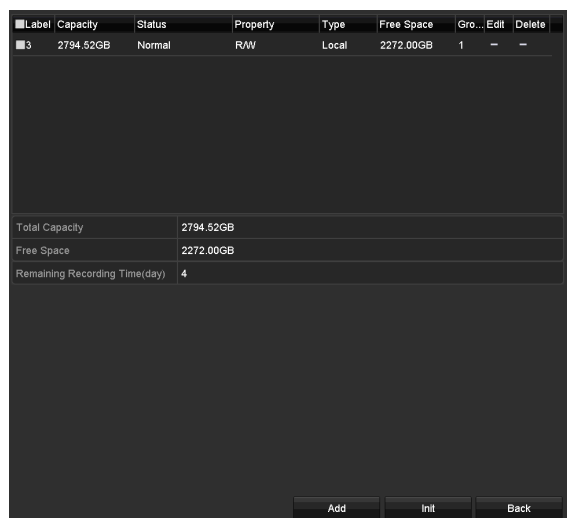 Label Capacity Status Property Type Free Space Gro... Edit Delete
3 2794.52GB Normal R/W Local 2272.00GB 1 – –
Total Capacity 2794.52GB
Free Space 2272.00GB
Remaining Recording Time(day) 4
Add Init Back